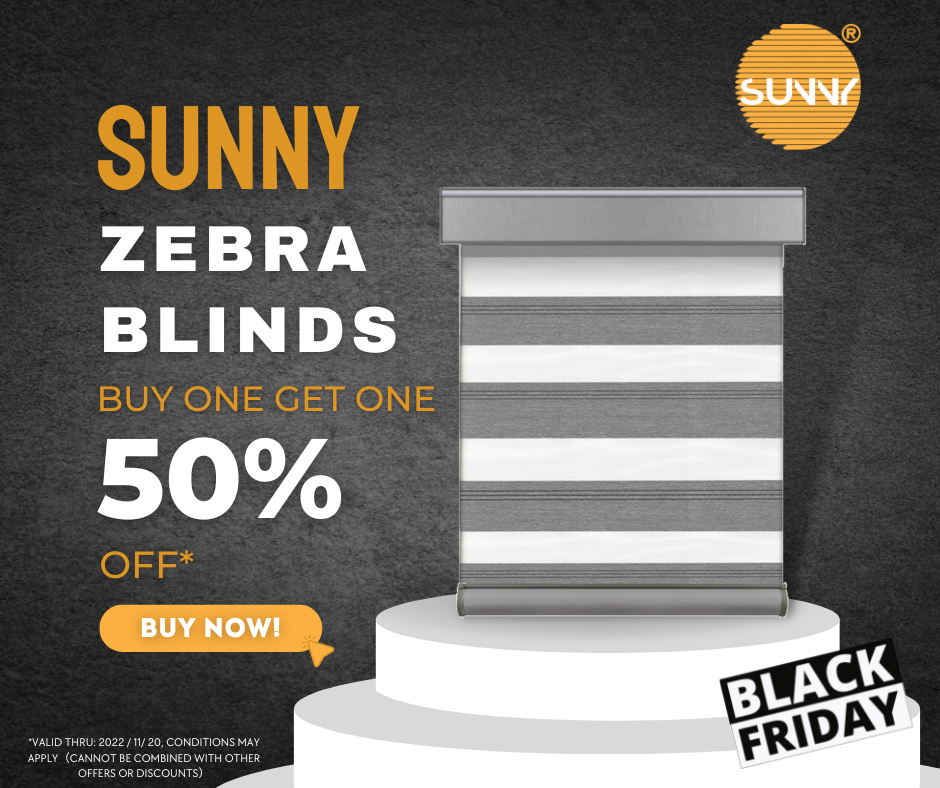 SUNNY
®
SUNNY
ZEBRA
BLINDS
BUY ONE GET ONE
50%
OFF*
BUY NOW!
BLACK
FRIDAY
*VALID THRU: 2022 / 11/ 20, CONDITIONS MAY
APPLY（CANNOT BE COMBINED WITH OTHER
OFFERS OR DISCOUNTS）